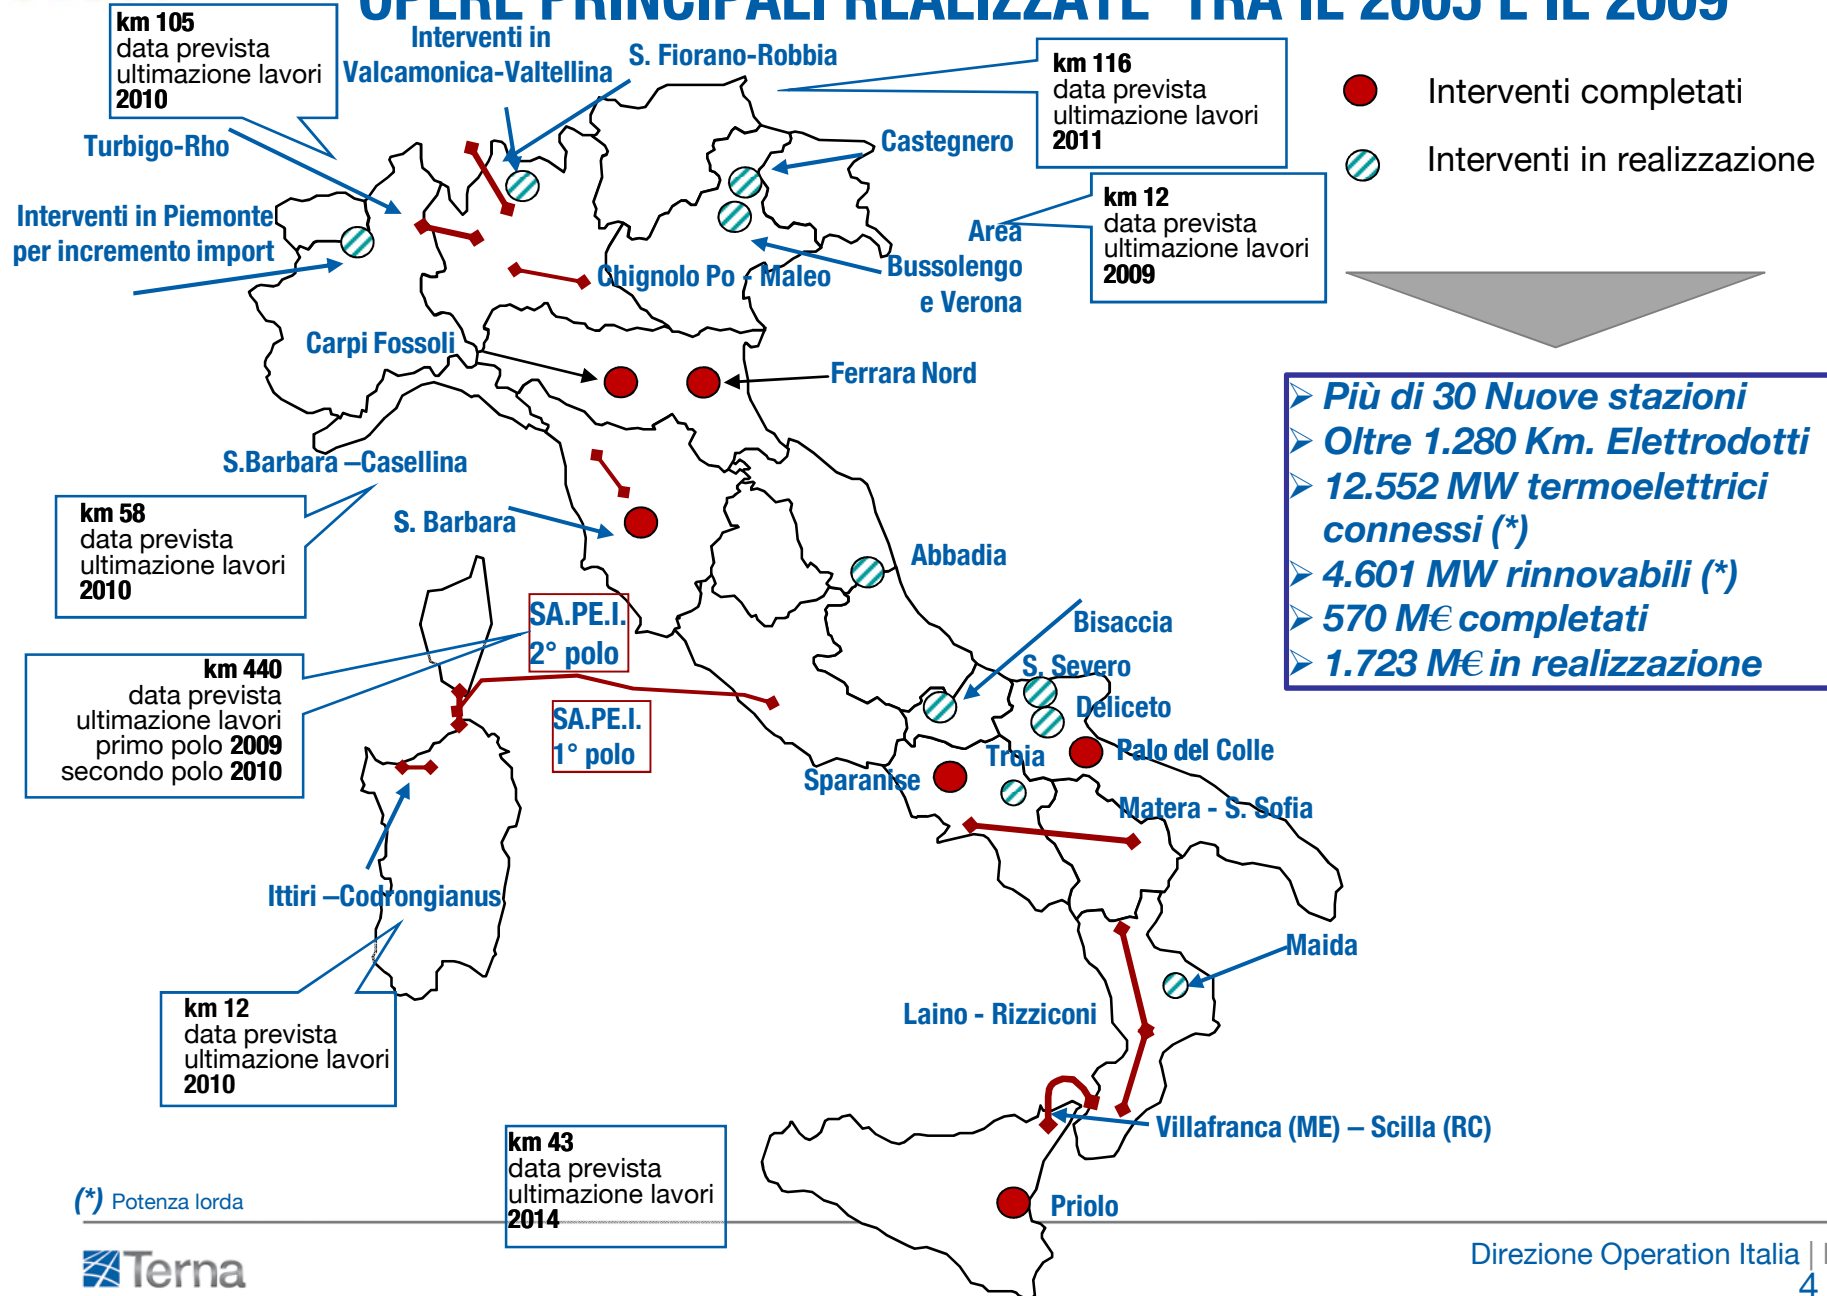 OPERE PRINCIPALI REALIZZATE TRA IL 2005 E IL 2009
km 105
data prevista
ultimazione lavori
2010
Interventi in
Valcamonica-Valtellina
S. Fiorano-Robbia
km 116
data prevista
ultimazione lavori
2011
Interventi completati
Interventi in realizzazione
Turbigo-Rho
Castegnero
Interventi in Piemonte
per incremento import
km 12
data prevista
ultimazione lavori
2009
Area
Bussolengo
e Verona
Chignolo Po - Maleo
Carpi Fossoli
Ferrara Nord
➢ Più di 30 Nuove stazioni
➢ Oltre 1.280 Km. Elettrodotti
➢ 12.552 MW termoelettrici
connessi (*)
➢ 4.601 MW rinnovabili (*)
➢ 570 M€ completati
➢ 1.723 M€ in realizzazione
S.Barbara –Casellina
km 58
data prevista
ultimazione lavori
2010
S. Barbara
Abbadia
SA.PE.I.
2° polo
Bisaccia
S. Severo
km 440
data prevista
ultimazione lavori
primo polo 2009
secondo polo 2010
SA.PE.I.
1° polo
Deliceto
Troia
Palo del Colle
Sparanise
Matera - S. Sofia
Ittiri –Codrongianus
Maida
km 12
data prevista
ultimazione lavori
2010
Laino - Rizziconi
Villafranca (ME) – Scilla (RC)
km 43
data prevista
ultimazione lavori
2014
Priolo
(*) Potenza lorda
Terna
Direzione Operation Italia |
4